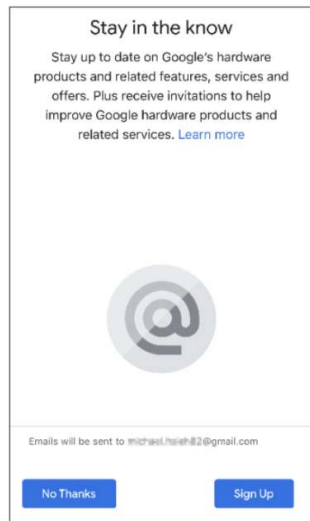 Stay in the know
Stay up to date on Google's hardware
products and related features, services and
offers. Plus receive invitations to help
improve Google hardware products and
related services. Learn more
@
Emails will be sent to @gmail.com
No Thanks
Sign Up